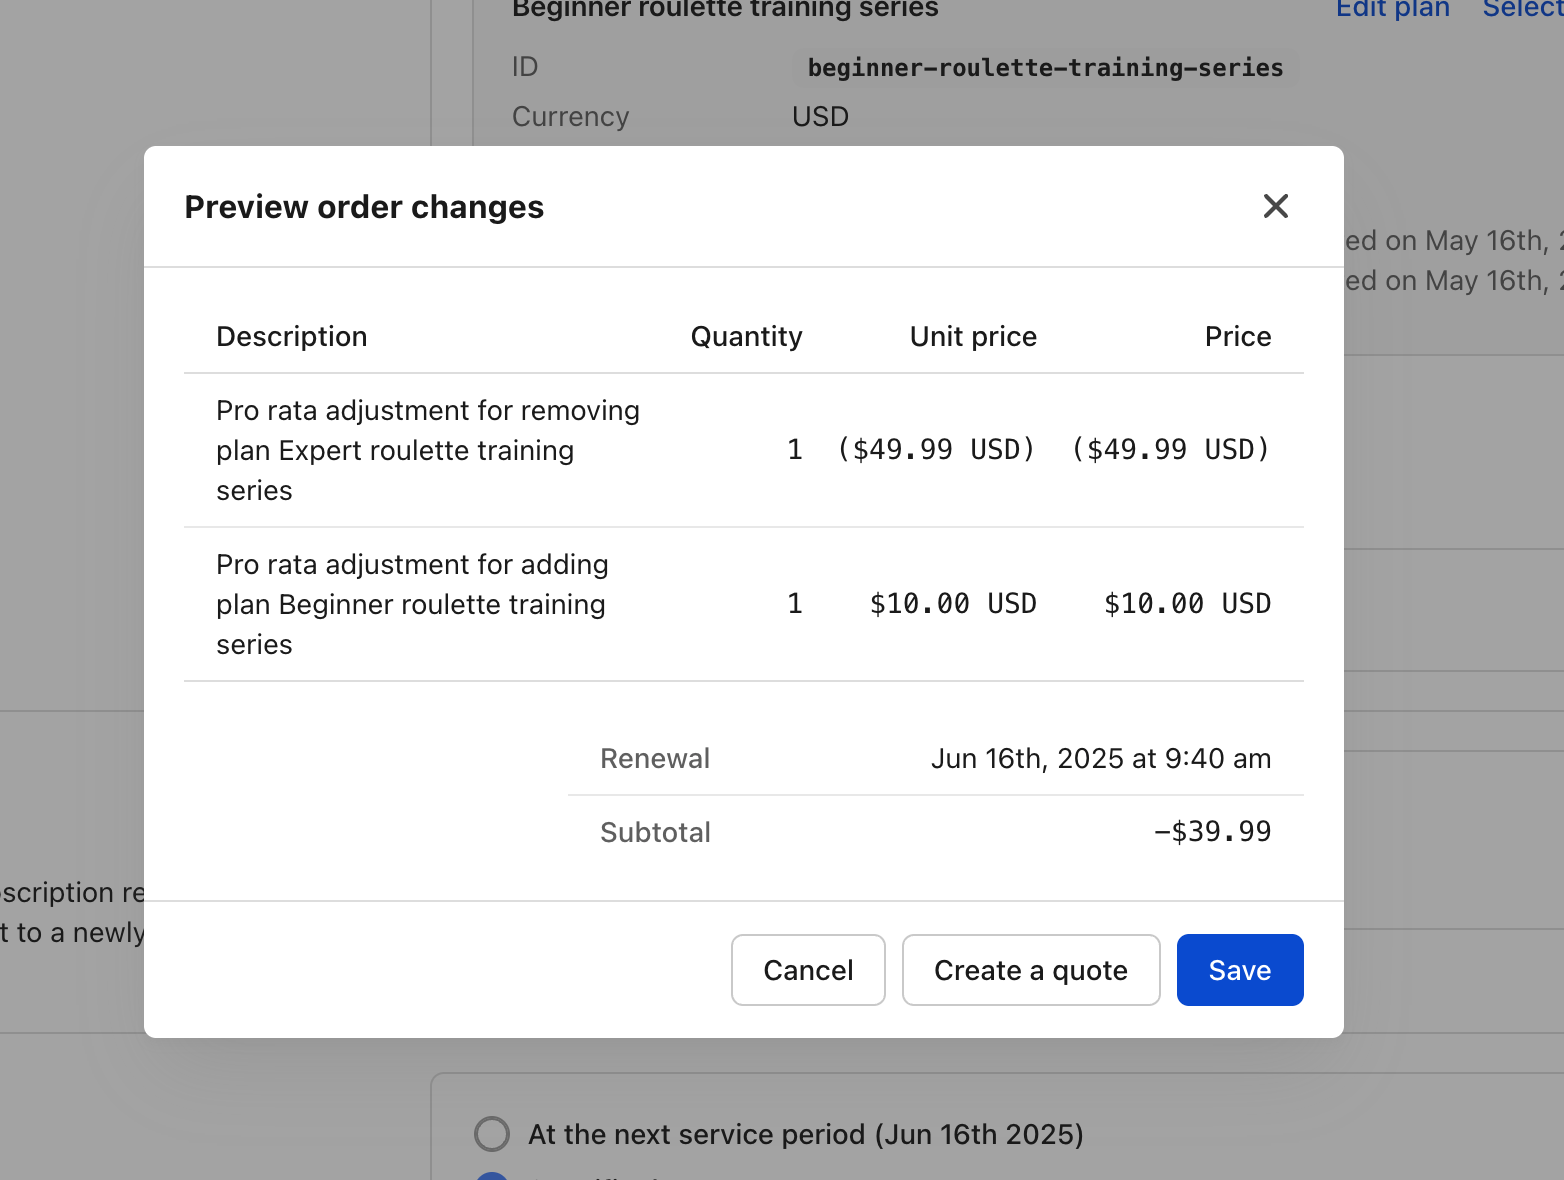 Beginner roulette training series
Edit plan Select
ID beginner-roulette-training-series
Currency USD
Preview order changes
ed on May 16th,
ed on May 16th,
Description Quantity Unit price Price
Pro rata adjustment for removing
plan Expert roulette training
series
1 ($49.99 USD) ($49.99 USD)
Pro rata adjustment for adding
plan Beginner roulette training
series
1 $10.00 USD $10.00 USD
Renewal Jun 16th, 2025 at 9:40 am
Subtotal −$39.99
scription re
t to a newly
Cancel Create a quote Save
At the next service period (Jun 16th 2025)